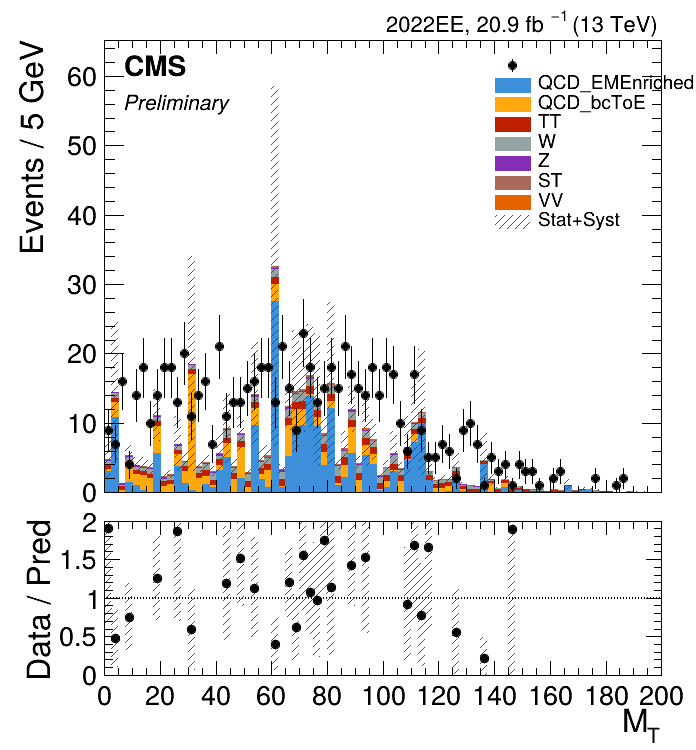 2022EE, 20.9 fb ⁻¹ (13 TeV)
CMS
Preliminary
QCD_EMEnriched
QCD_bcToE
TT
W
Z
ST
VV
Stat+Syst
Events / 5 GeV
60
50
40
30
20
10
0
Data / Pred
2
1.5
1
0.5
0
0 20 40 60 80 100 120 140 160 180 200
M_T